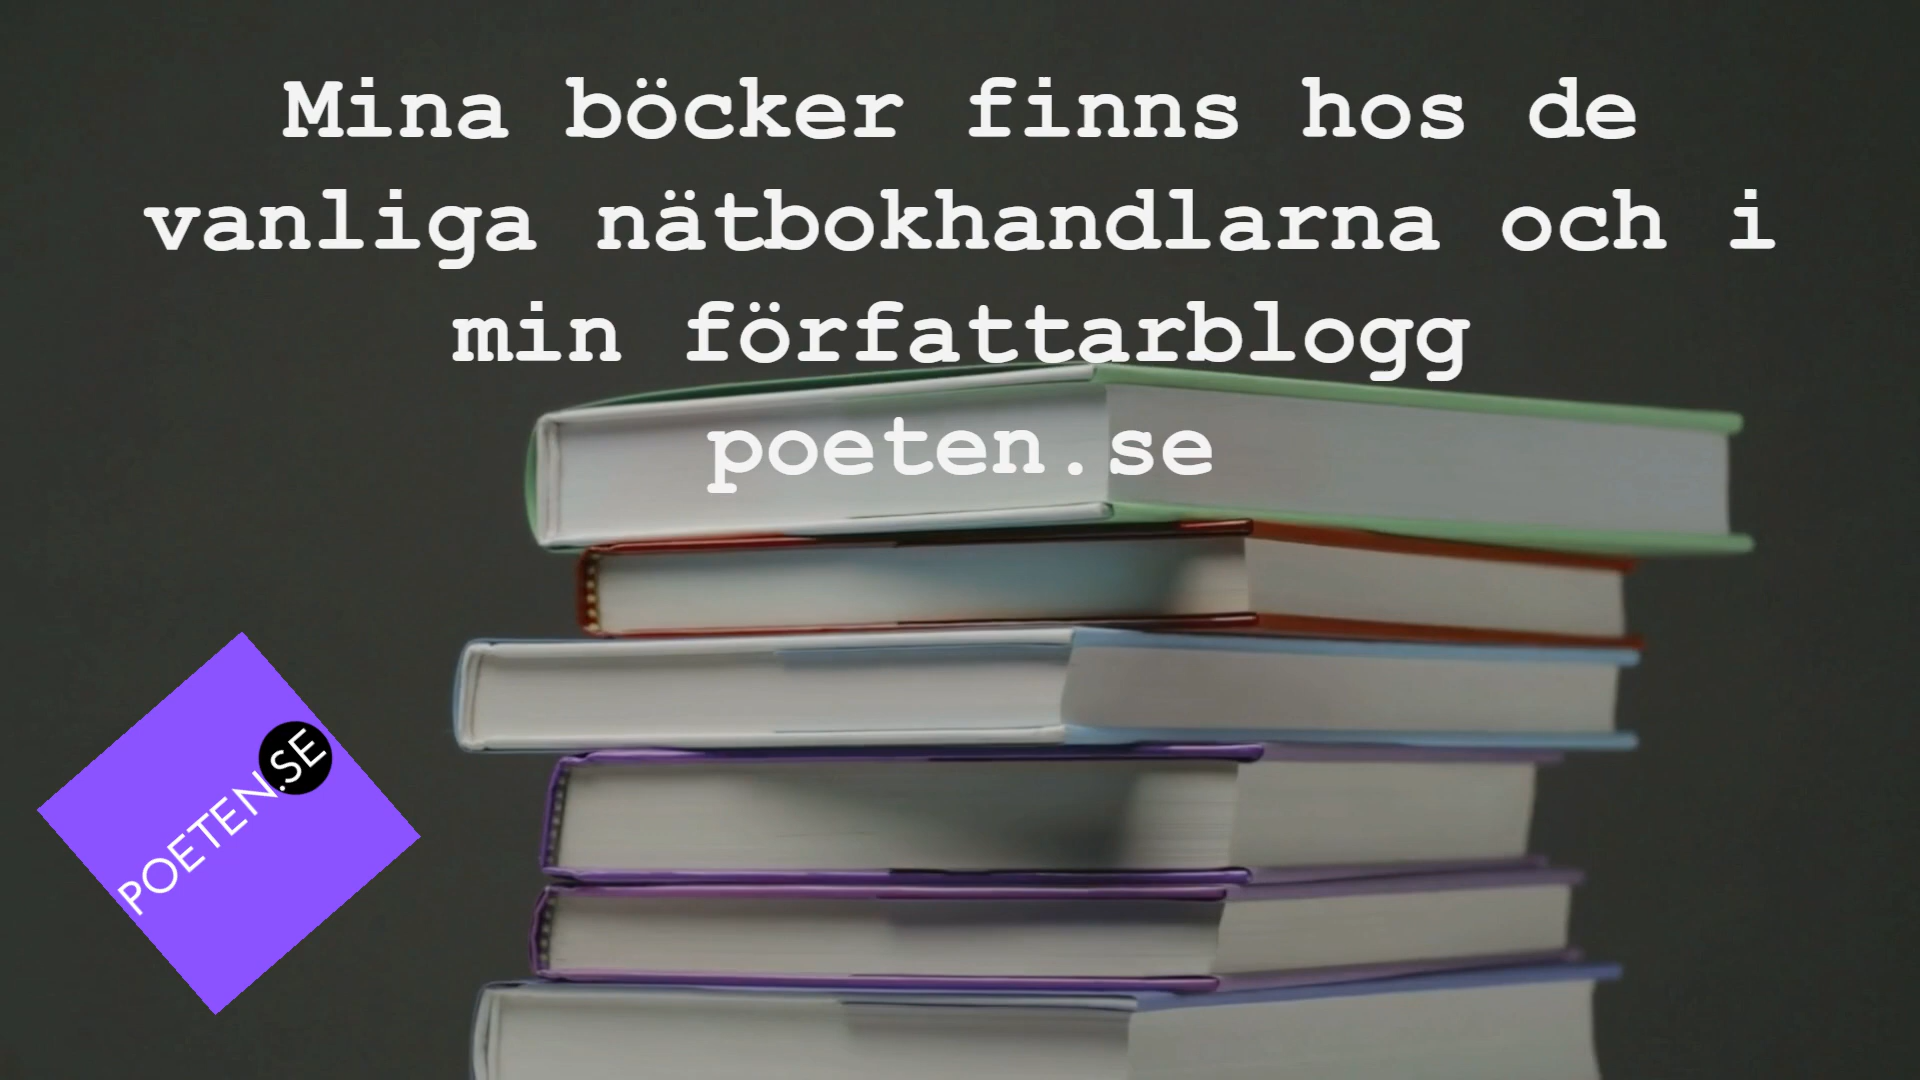 Mina böcker finns hos de
vanliga nätbokhandlarna och i
min författarblogg
poeten.se
POETEN.SE